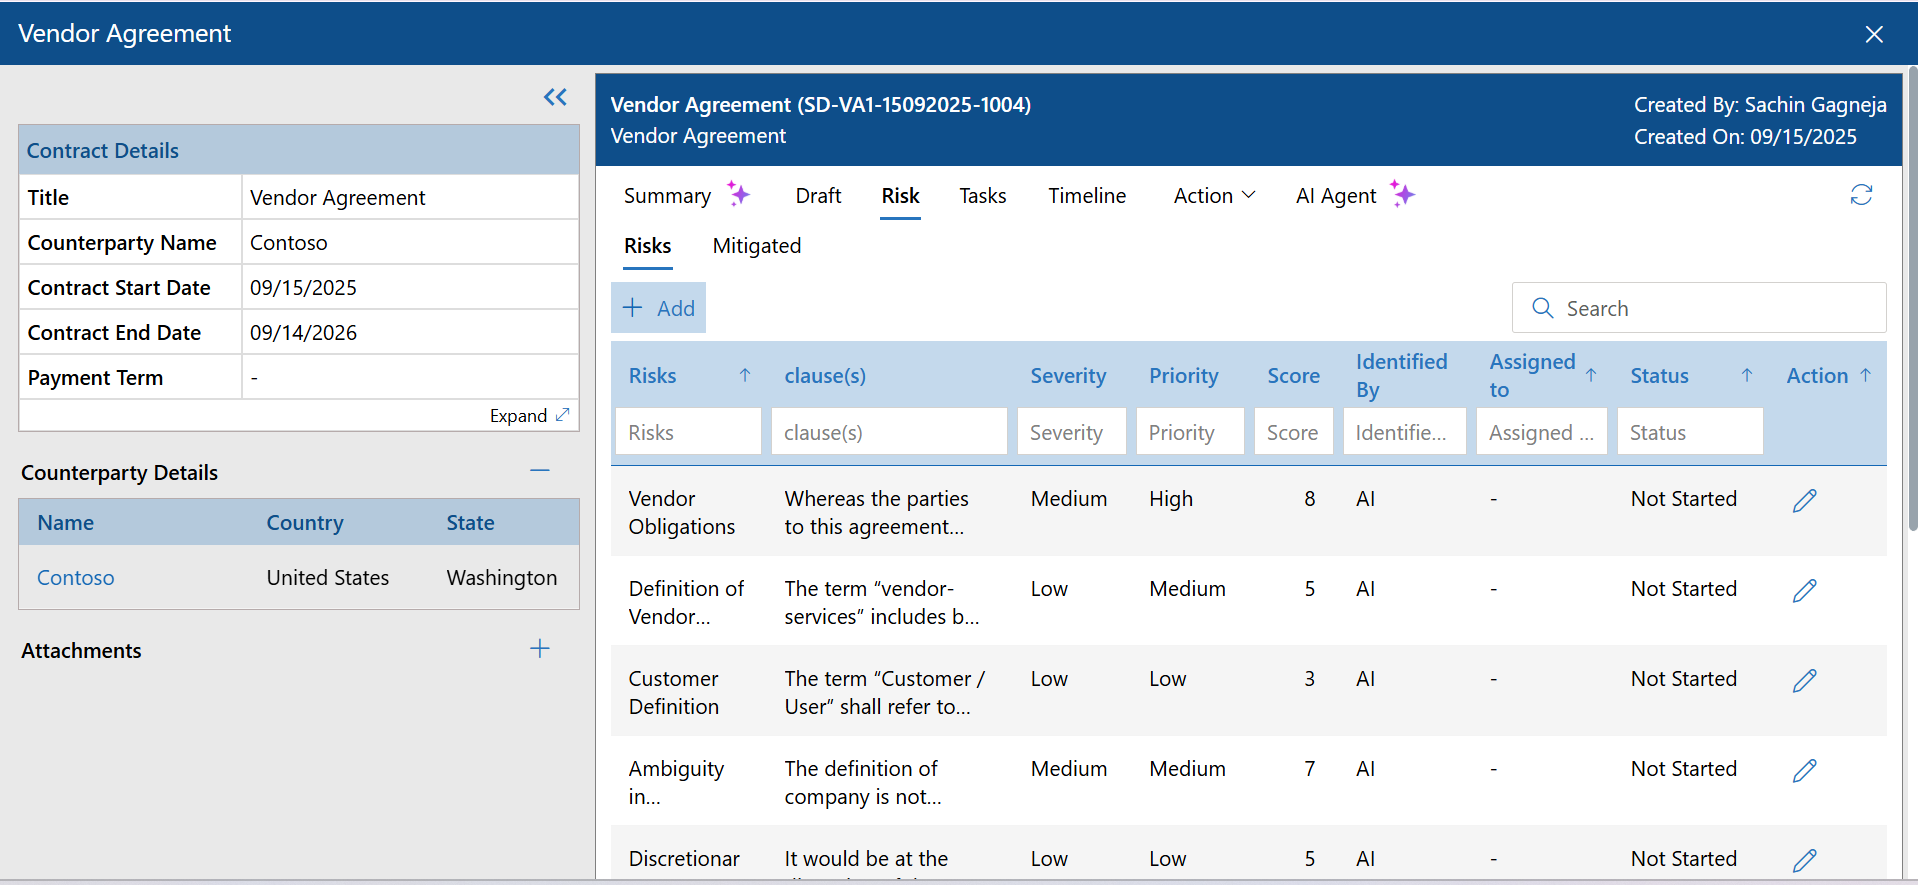 Vendor Agreement
Contract Details
Title Vendor Agreement
Counterparty Name Contoso
Contract Start Date 09/15/2025
Contract End Date 09/14/2026
Payment Term -
Expand
Counterparty Details
Name Country State
Contoso United States Washington
Attachments
Vendor Agreement (SD-VA1-15092025-1004)
Vendor Agreement
Created By: Sachin Gagneja
Created On: 09/15/2025
Summary Draft Risk Tasks Timeline Action AI Agent
Risks Mitigated
Add
Search
Risks clause(s) Severity Priority Score Identified By Assigned to Status Action
Risks clause(s) Severity Priority Score Identifie... Assigned ... Status
Vendor Whereas the parties Medium High 8 AI - Not Started
Obligations to this agreement...
Definition of The term “vendor- Low Medium 5 AI - Not Started
Vendor... services” includes b...
Customer The term “Customer / Low Low 3 AI - Not Started
Definition User” shall refer to...
Ambiguity The definition of Medium Medium 7 AI - Not Started
in... company is not...
Discretionar It would be at the Low Low 5 AI - Not Started